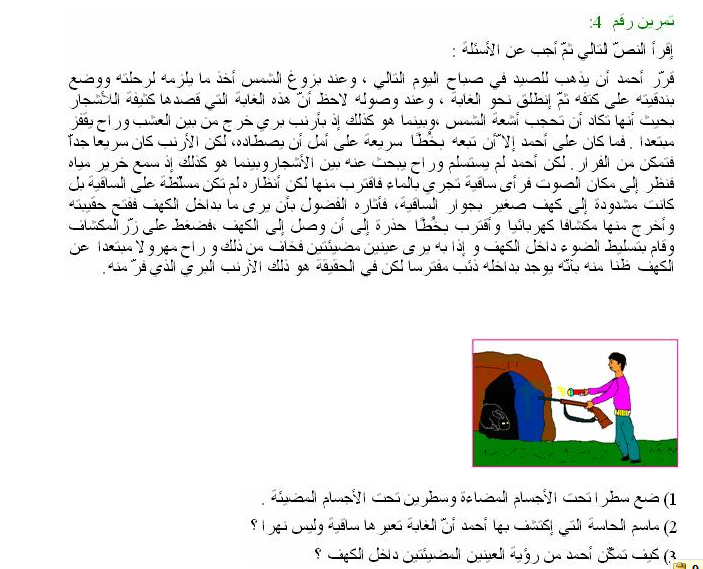 تمرين رقم 4:
إقرأ النصّ التالي ثمّ أجب عن الأسئلة :
قرّر أحمد أن يذهب للصيد في صباح اليوم التالي ، وعند بزوغ الشمس أخذ ما يلزمه لرحلته ووضع
بندقيته على كتفه ثمّ إنطلق نحو الغابة ، وعند وصوله لاحظ أنّ هذه الغابة التي قصدها كثيفة اللأشجار
بحيث أنها تكاد أن تحجب أشعة الشمس ،وبينما هو كذلك إذ بأرنب بري خرج من بين العشب وراح يقفز
مبتعدا . فما كان على أحمد إلاّ أن تبعه بخُطًا سريعة على أمل أن يصطاده، لكن الأرنب كان سريعا جداّ
فتمكن من الفرار . لكن أحمد لم يستسلم وراح يبحث عنه بين الأشجاروبينما هو كذلك إذ سمع خرير مياه
فنظر إلى مكان الصوت فرأى ساقية تجري بالماء فاقترب منها لكن أنظاره لم تكن مسلّطة على الساقية بل
كانت مشدودة إلى كهف صغير بجوار الساقية، فأثاره الفضول بأن يرى ما بداخل الكهف ففتح حقيبته
وأخرج منها مكشافا كهربائيا وأقترب بخُطًا حذرة إلى أن وصل إلى الكهف ،فضغط على زرّ المكشاف
وقام بتسليط الضوء داخل الكهف و إذا به يرى عينين مضيئتين فخاف من ذلك و راح مهرولا مبتعدا عن
الكهف ظنا منه بأنّه يوجد بداخله ذئب مفترسا لكن في الحقيقة هو ذلك الأرنب البري الذي فرّ منه .
1) ضع سطرا تحت الأجسام المضاءة وسطرين تحت الأجسام المضيئة .
2) ماسم الحاسة التي إكتشف بها أحمد أنّ الغابة تعبرها ساقية وليس نهرا ؟
3) كيف تمكّن أحمد من رؤية العينين المضيئتين داخل الكهف ؟